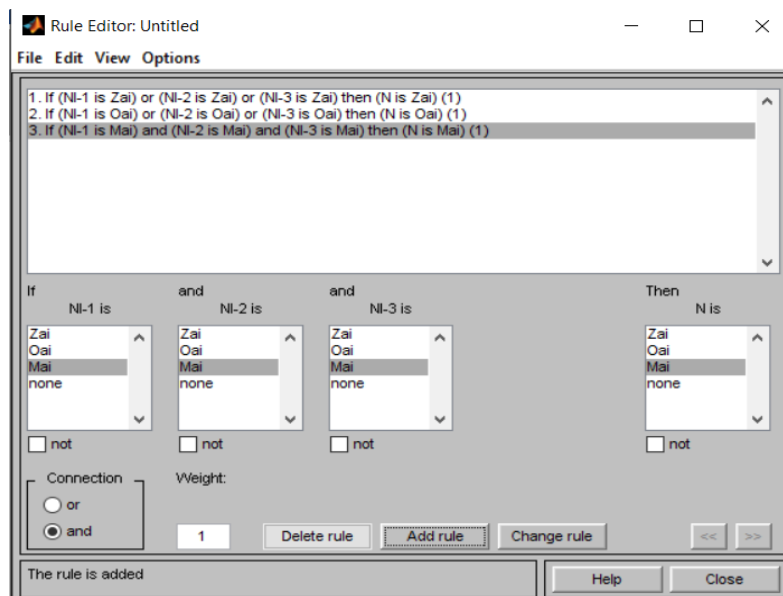 Rule Editor: Untitled
File Edit View Options
1. If (NI-1 is Zai) or (NI-2 is Zai) or (NI-3 is Zai) then (N is Zai) (1)
2. If (NI-1 is Oai) or (NI-2 is Oai) or (NI-3 is Oai) then (N is Oai) (1)
3. If (NI-1 is Mai) and (NI-2 is Mai) and (NI-3 is Mai) then (N is Mai) (1)
If and and Then
NI-1 is NI-2 is NI-3 is N is
Zai Zai Zai Zai
Oai Oai Oai Oai
Mai Mai Mai Mai
none none none none
not not not not
Connection Weight:
or
and 1 Delete rule Add rule Change rule << >>
The rule is added Help Close